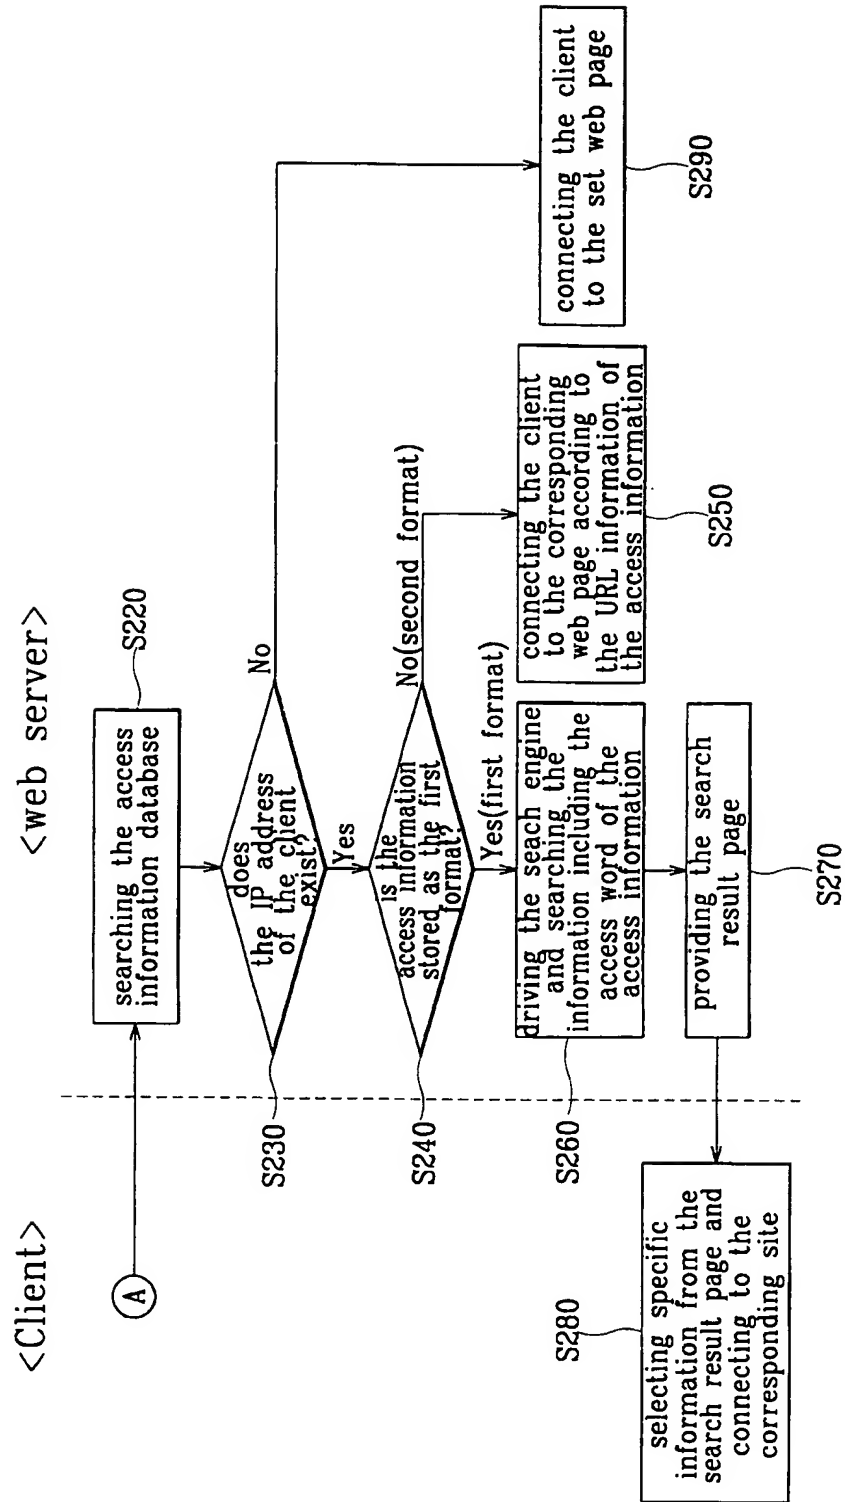 <Client>
<web server>
A
searching the access
information database
S220
does
the IP address
of the client
exist?
S230
No
Yes
is the
access information
stored as the first
format?
S240
No(second format)
Yes(first format)
driving the seach engine
and searching the
information including the
access word of the
access information
S260
connecting the client
to the corresponding
web page according to
the URL information of
the access information
S250
connecting the client
to the set web page
S290
providing the search
result page
S270
selecting specific
information from the
search result page and
connecting to the
corresponding site
S280